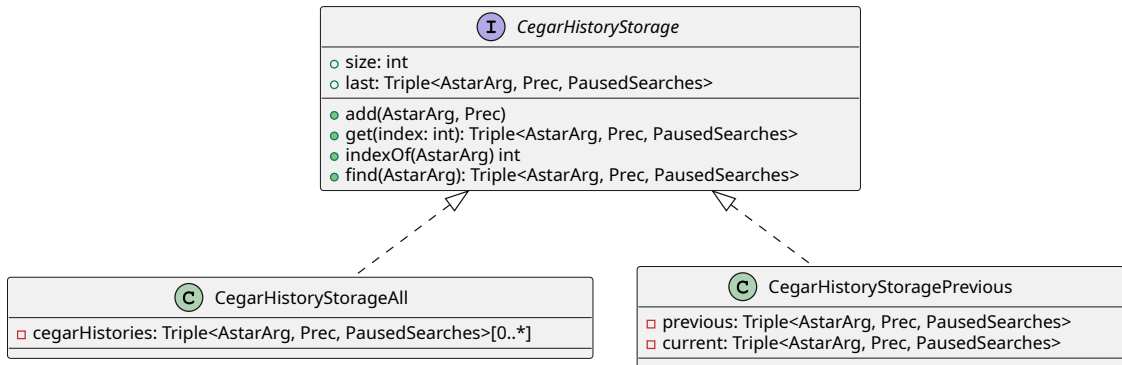 I CegarHistoryStorage
size: int
last: Triple<AstarArg, Prec, PausedSearches>
add(AstarArg, Prec)
get(index: int): Triple<AstarArg, Prec, PausedSearches>
indexOf(AstarArg) int
find(AstarArg): Triple<AstarArg, Prec, PausedSearches>
C CegarHistoryStorageAll
cegarHistories: Triple<AstarArg, Prec, PausedSearches>[0..*]
C CegarHistoryStoragePrevious
previous: Triple<AstarArg, Prec, PausedSearches>
current: Triple<AstarArg, Prec, PausedSearches>